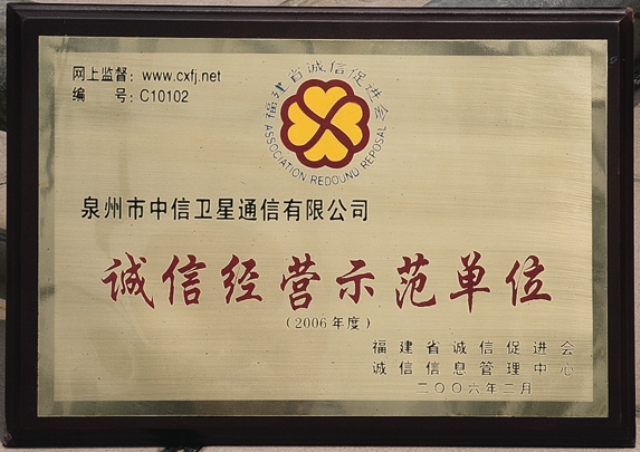 网上监督：www.cxfj.net
编 号：C10102
福建省诚信促进会
ASSOCIATION REDOUND REPOSAL
泉州市中信卫星通信有限公司
诚信经营示范单位
（2006年度）
福建省诚信促进会
诚信信息管理中心
二〇〇六年二月